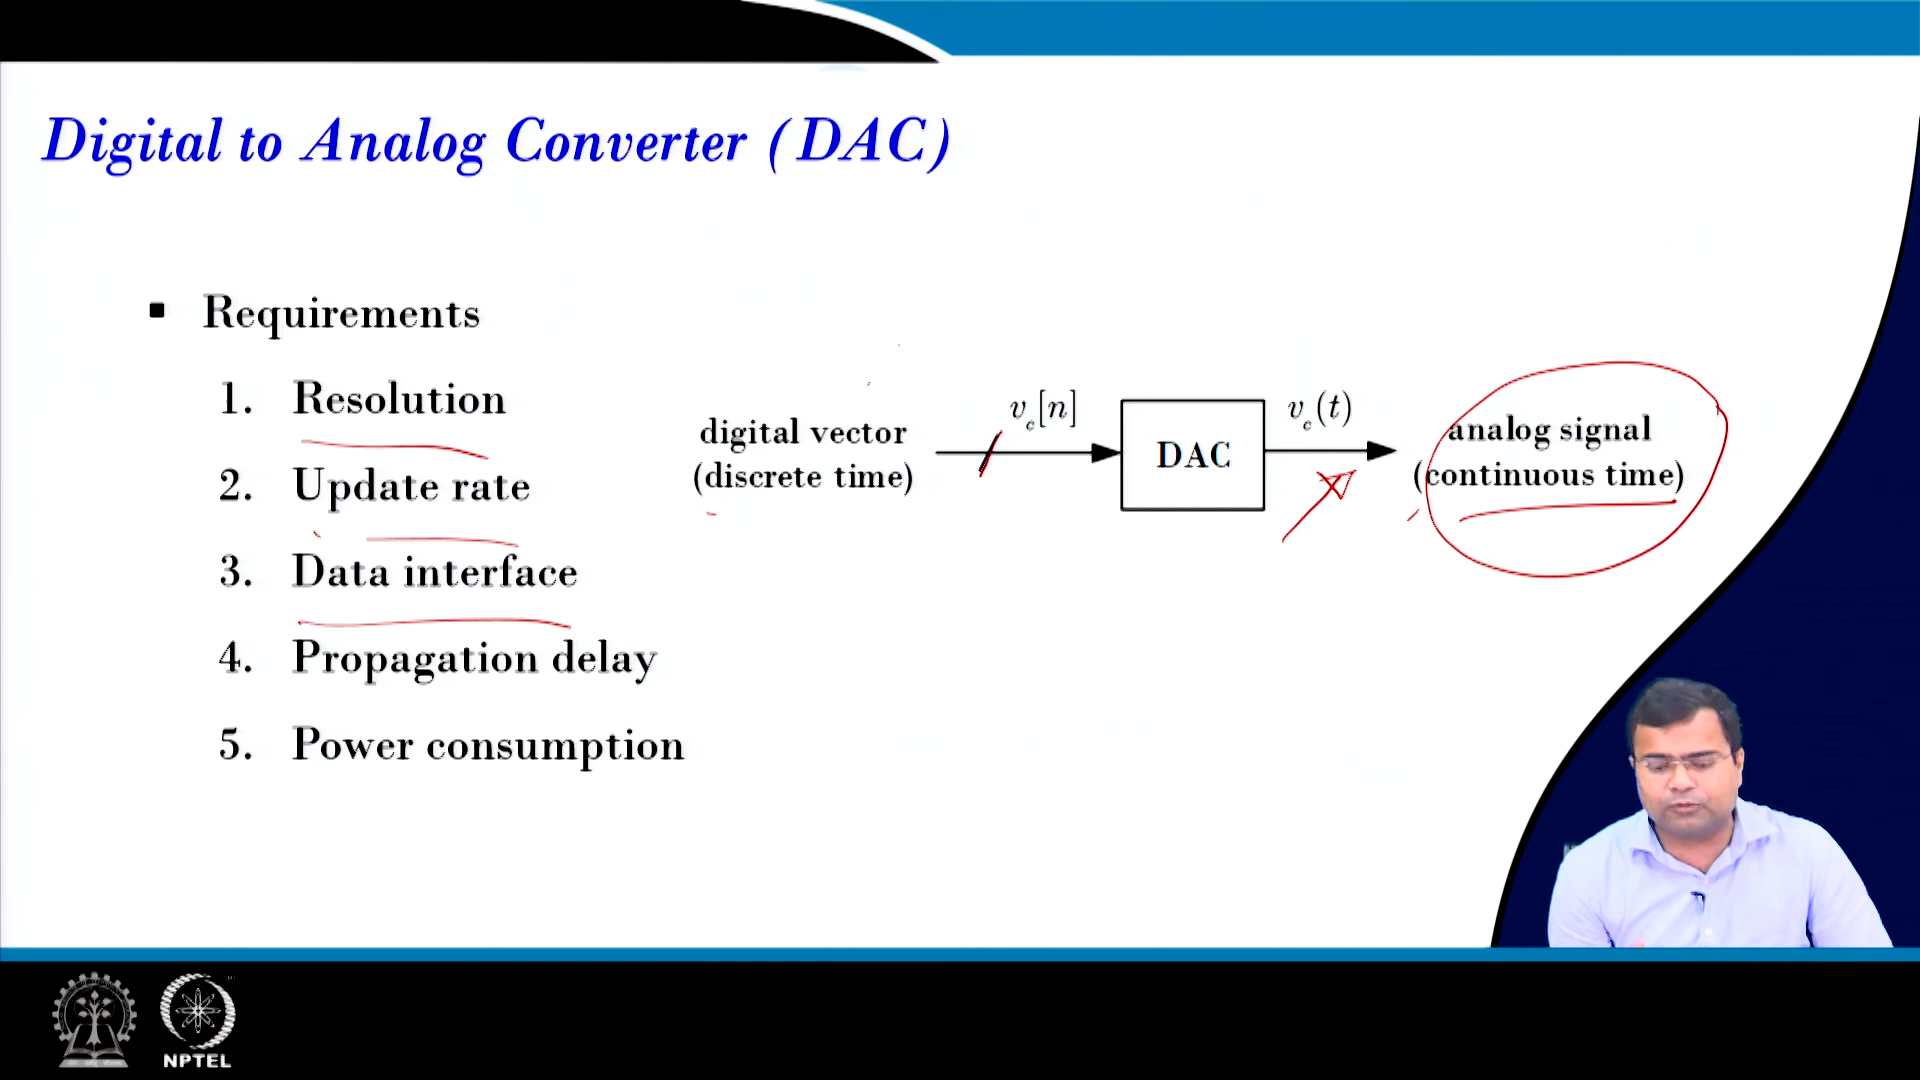 Digital to Analog Converter (DAC)
▪ Requirements
1. Resolution
2. Update rate
3. Data interface
4. Propagation delay
5. Power consumption
digital vector
(discrete time)
v_c[n]
DAC
v_c(t)
analog signal
(continuous time)
NPTEL